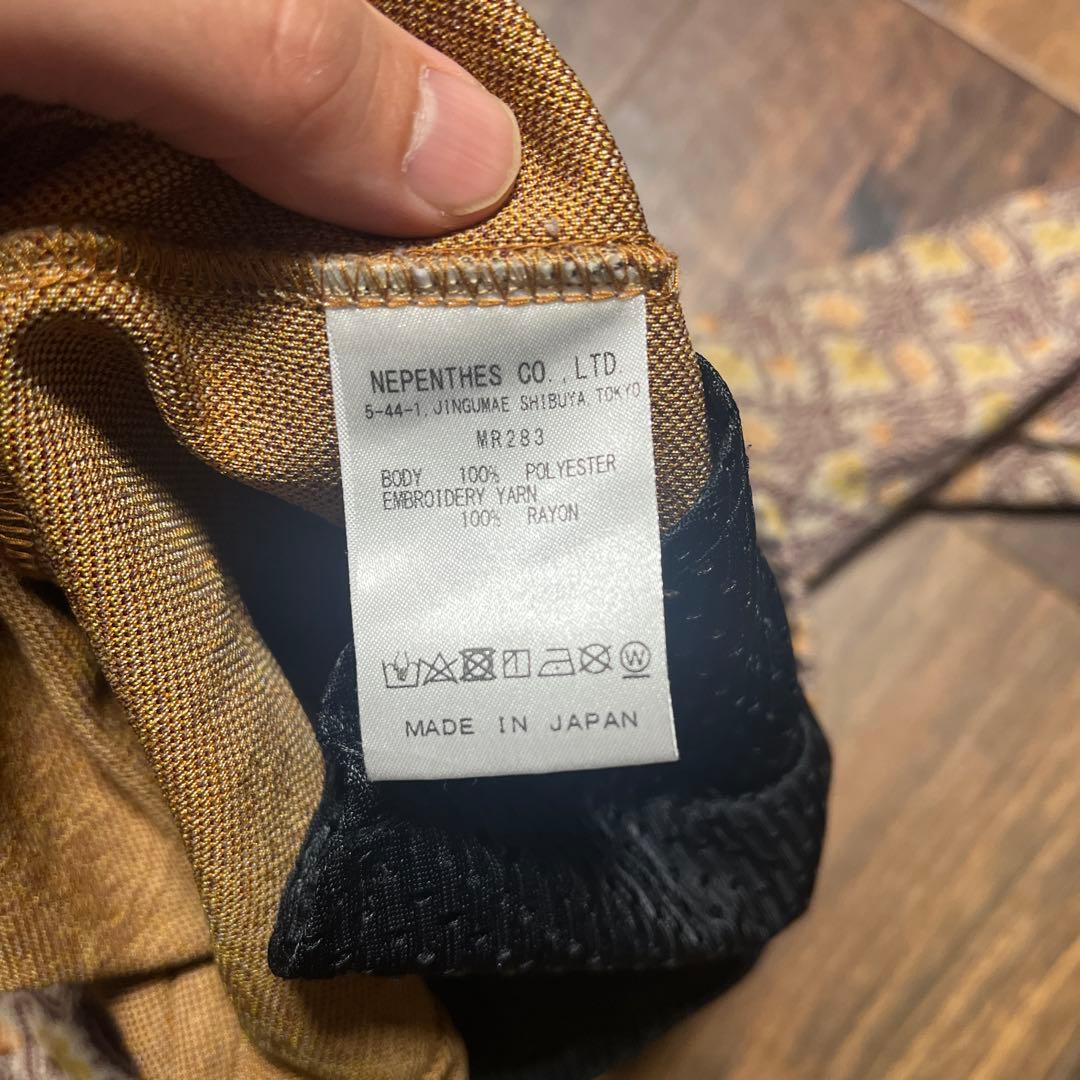 NEPENTHES CO.,LTD.
5-44-1, JINGUMAE SHIBUYA, TOKYO
MR283
BODY 100% POLYESTER
EMBROIDERY YARN
100% RAYON
W
MADE IN JAPAN